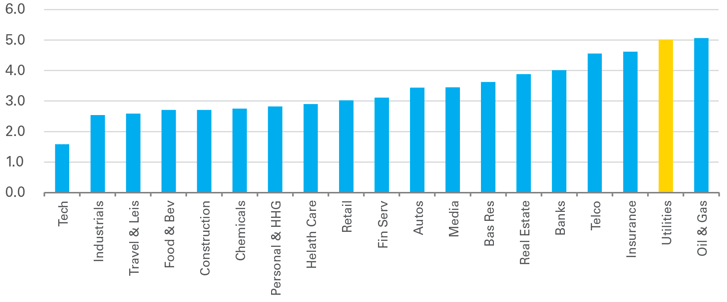 6.0
5.0
4.0
3.0
2.0
1.0
0.0
Tech
Industrials
Travel & Leis
Food & Bev
Construction
Chemicals
Personal & HHG
Helath Care
Retail
Fin Serv
Autos
Media
Bas Res
Real Estate
Banks
Telco
Insurance
Utilities
Oil & Gas